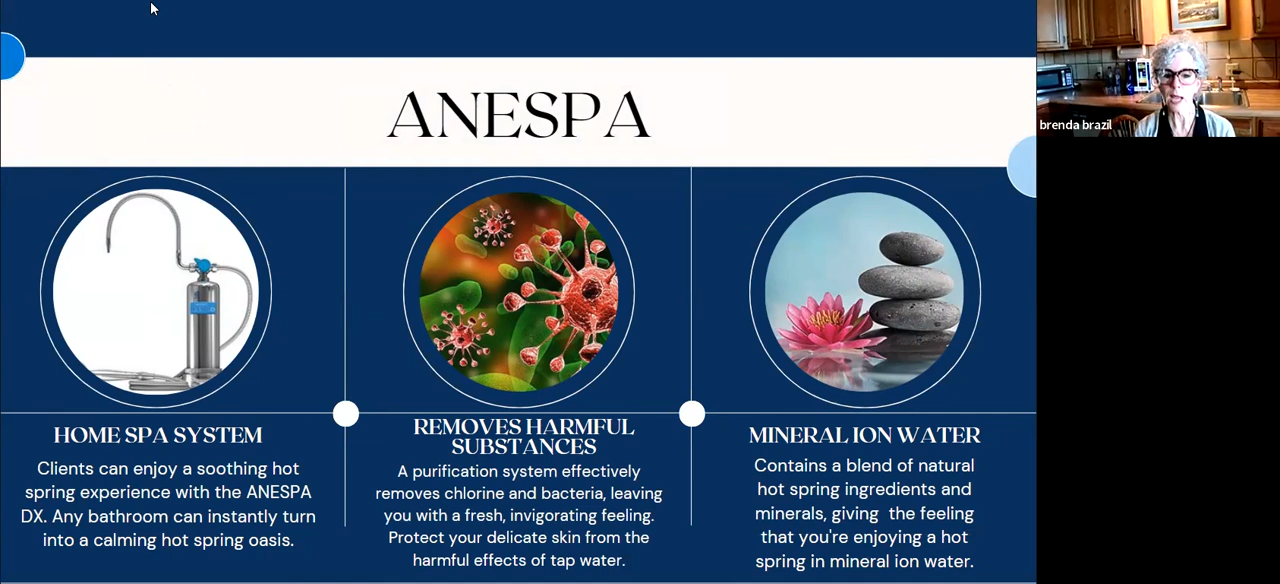 ANESPA
brenda brazil
HOME SPA SYSTEM
Clients can enjoy a soothing hot
spring experience with the ANESPA
DX. Any bathroom can instantly turn
into a calming hot spring oasis.
REMOVES HARMFUL
SUBSTANCES
A purification system effectively
removes chlorine and bacteria, leaving
you with a fresh, invigorating feeling.
Protect your delicate skin from the
harmful effects of tap water.
MINERAL ION WATER
Contains a blend of natural
hot spring ingredients and
minerals, giving the feeling
that you're enjoying a hot
spring in mineral ion water.